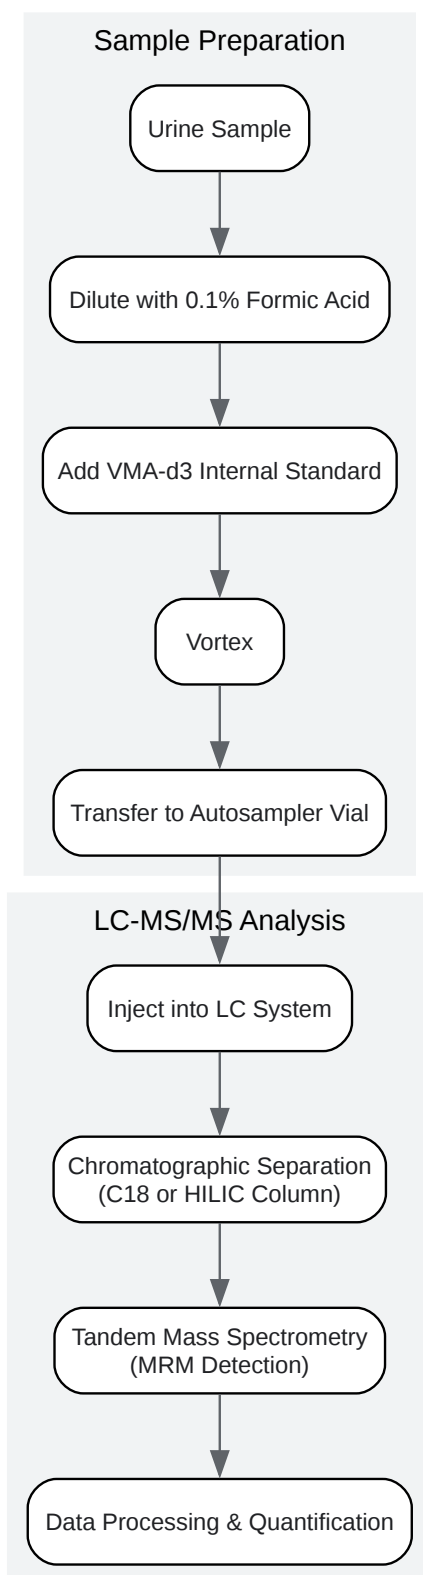 Sample Preparation
Urine Sample
Dilute with 0.1% Formic Acid
Add VMA-d3 Internal Standard
Vortex
Transfer to Autosampler Vial
LC-MS/MS Analysis
Inject into LC System
Chromatographic Separation
(C18 or HILIC Column)
Tandem Mass Spectrometry
(MRM Detection)
Data Processing & Quantification